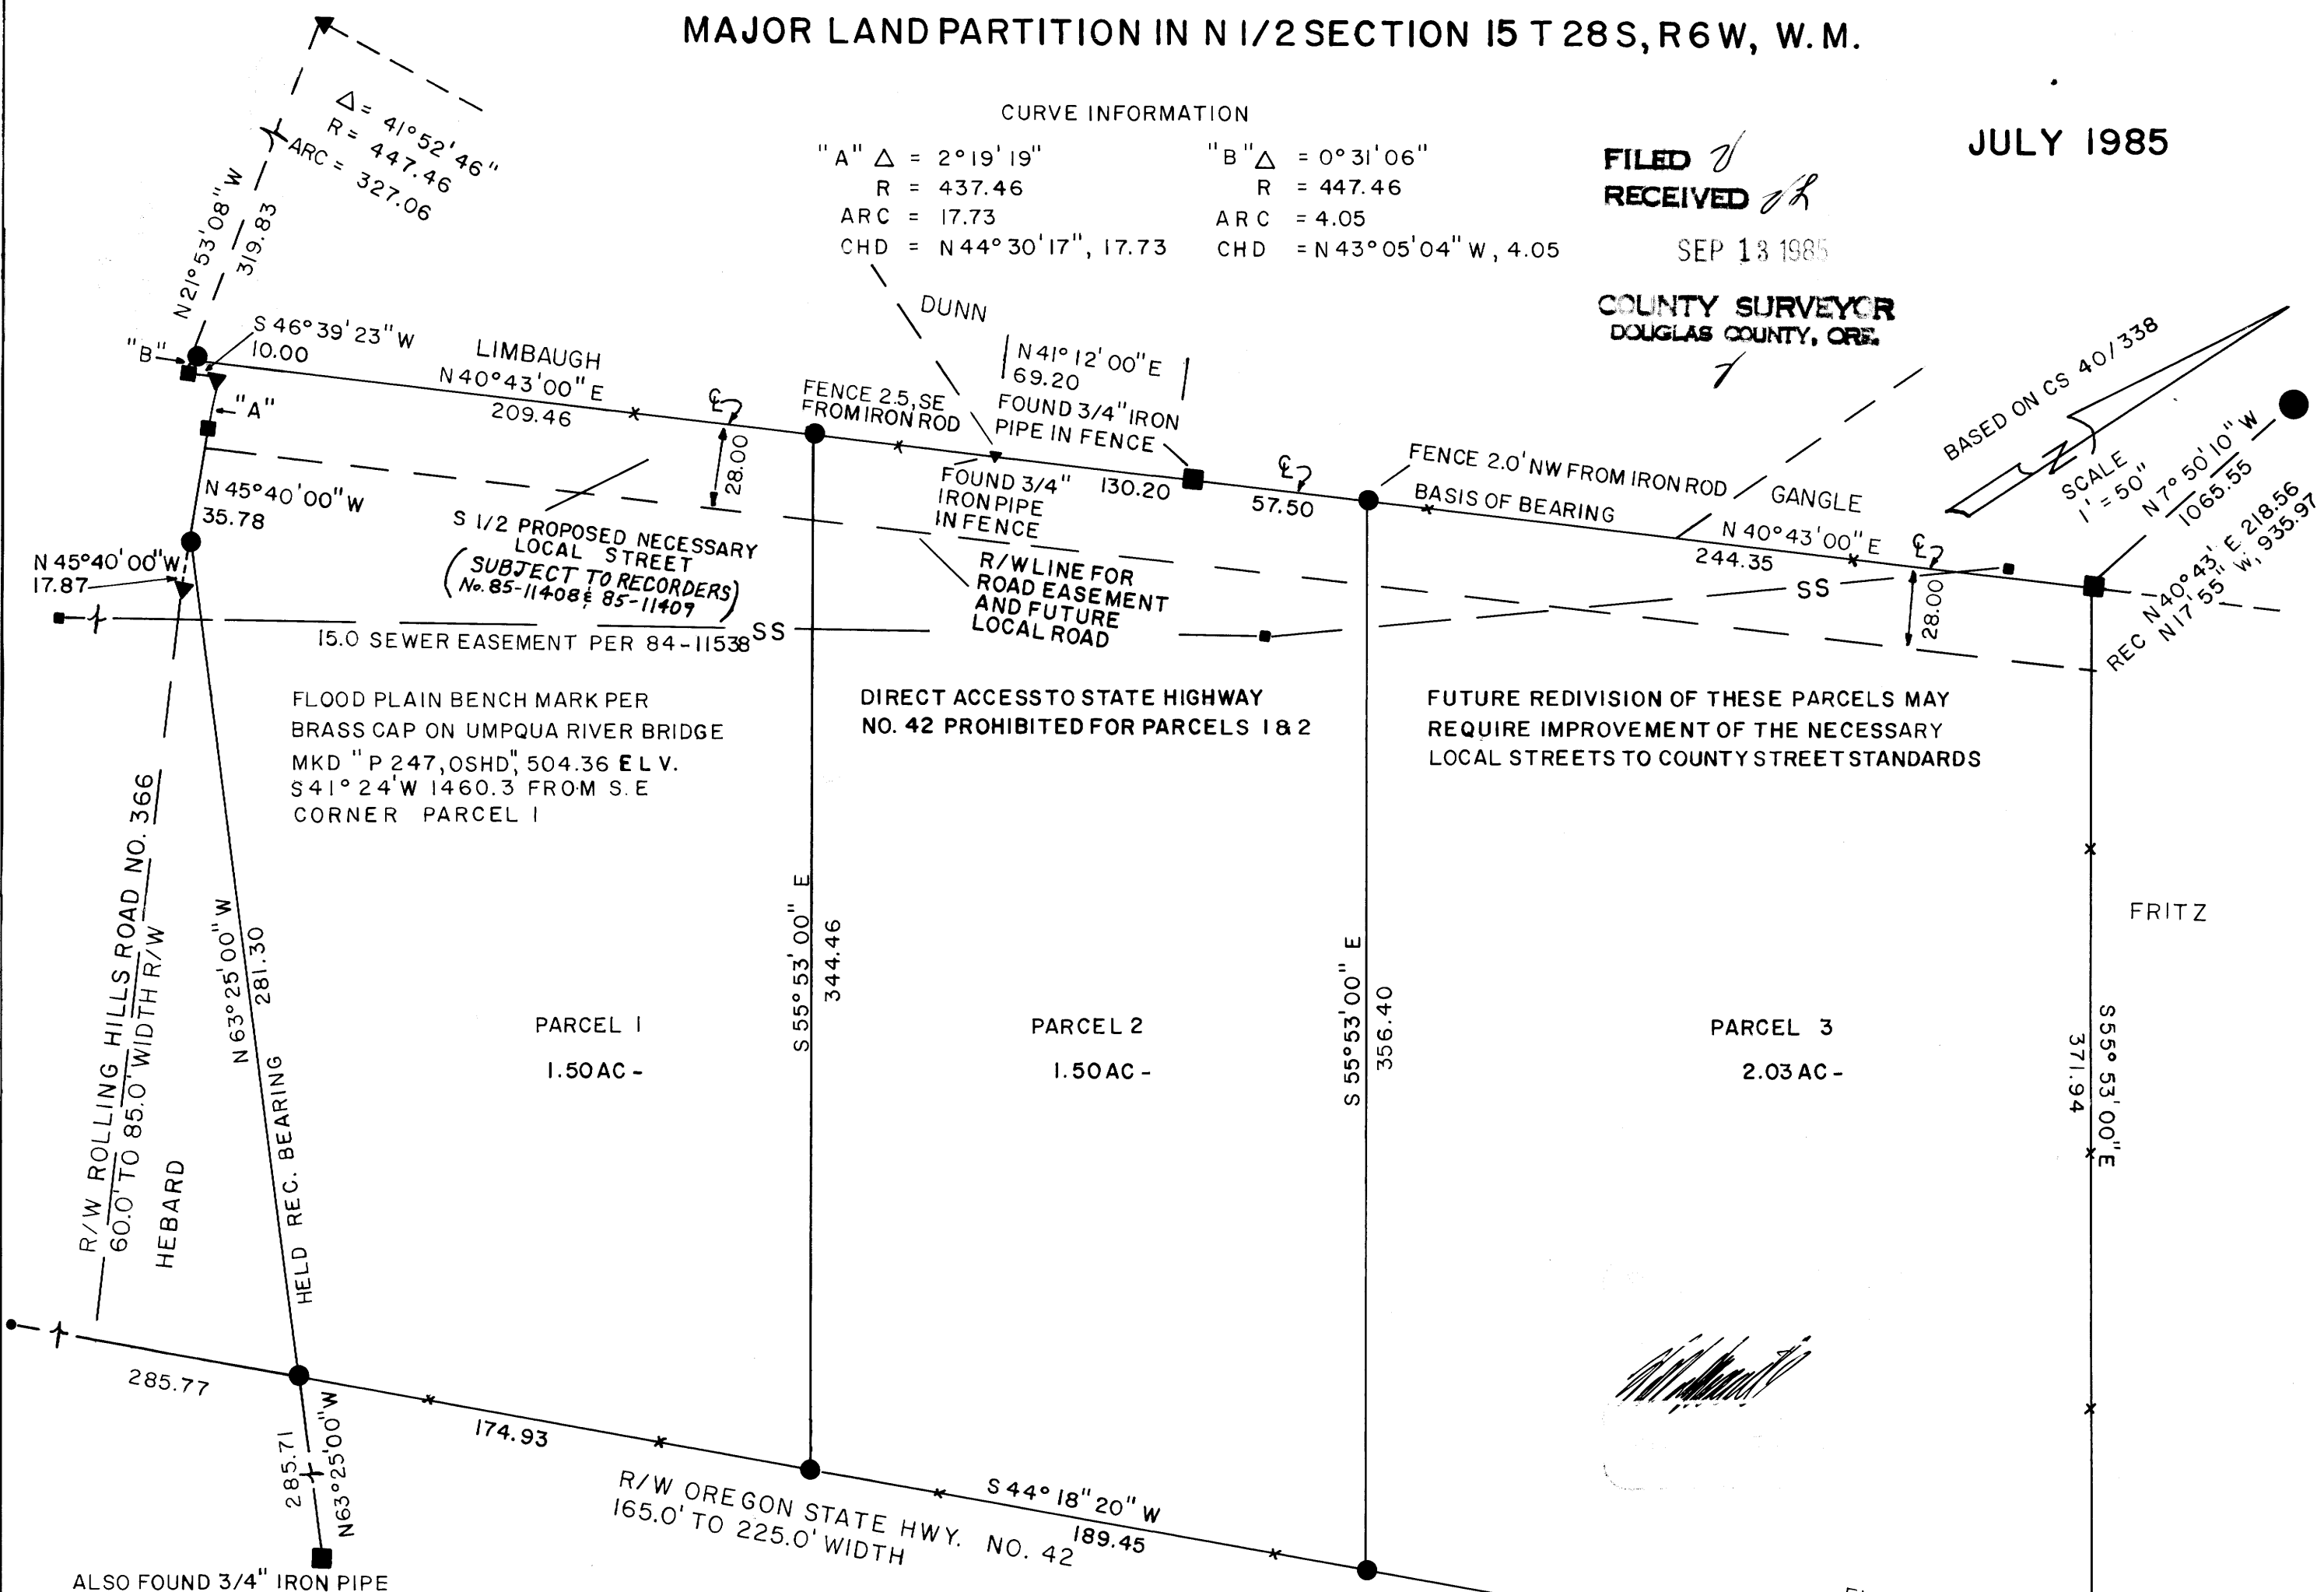 MAJOR LAND PARTITION IN N 1/2 SECTION 15 T 28 S, R 6 W, W.M.
JULY 1985
CURVE INFORMATION
"A" Δ = 2°19'19"
R = 437.46
ARC = 17.73
CHD = N 44°30'17", 17.73
"B" Δ = 0°31'06"
R = 447.46
ARC = 4.05
CHD = N 43°05'04" W, 4.05
FILED
RECEIVED
SEP 13 1985
COUNTY SURVEYOR
DOUGLAS COUNTY, ORE.
Δ = 41°52'46"
R = 447.46
ARC = 327.06
N 21°53'08" W
319.83
S 46°39'23" W
10.00
"B"
"A"
LIMBAUGH
N 40°43'00" E
209.46
℄
28.00
FENCE 2.5, SE
FROM IRON ROD
DUNN
N 41°12'00" E
69.20
FOUND 3/4" IRON
PIPE IN FENCE
FOUND 3/4"
IRON PIPE
IN FENCE
130.20
℄
57.50
FENCE 2.0' NW FROM IRON ROD
BASIS OF BEARING
GANGLE
N 40°43'00" E
244.35
℄
28.00
BASED ON CS 40/338
N
SCALE
1' = 50"
N 7°50'10" W
1065.55
REC N 40°43' E 218.56
N 17'55" W, 935.97
N 45°40'00" W
35.78
N 45°40'00" W
17.87
S 1/2 PROPOSED NECESSARY
LOCAL STREET
(SUBJECT TO RECORDERS
No. 85-11408 & 85-11409)
R/W LINE FOR
ROAD EASEMENT
AND FUTURE
LOCAL ROAD
SS
SS
15.0 SEWER EASEMENT PER 84-11538
FLOOD PLAIN BENCH MARK PER
BRASS CAP ON UMPQUA RIVER BRIDGE
MKD "P 247, OSHD", 504.36 ELV.
S 41°24' W 1460.3 FROM S.E
CORNER PARCEL 1
DIRECT ACCESS TO STATE HIGHWAY
NO. 42 PROHIBITED FOR PARCELS 1 & 2
FUTURE REDIVISION OF THESE PARCELS MAY
REQUIRE IMPROVEMENT OF THE NECESSARY
LOCAL STREETS TO COUNTY STREET STANDARDS
R/W ROLLING HILLS ROAD NO. 366
60.0' TO 85.0' WIDTH R/W
HEBARD
N 63°25'00" W
281.30
HELD REC. BEARING
S 55°53'00" E
344.46
S 55°53'00" E
356.40
FRITZ
S 55°53'00" E
371.94
PARCEL 1
1.50 AC -
PARCEL 2
1.50 AC -
PARCEL 3
2.03 AC -
285.77
174.93
285.71
N 63°25'00" W
R/W OREGON STATE HWY. NO. 42
165.0' TO 225.0' WIDTH
S 44°18"20" W
189.45
ALSO FOUND 3/4" IRON PIPE